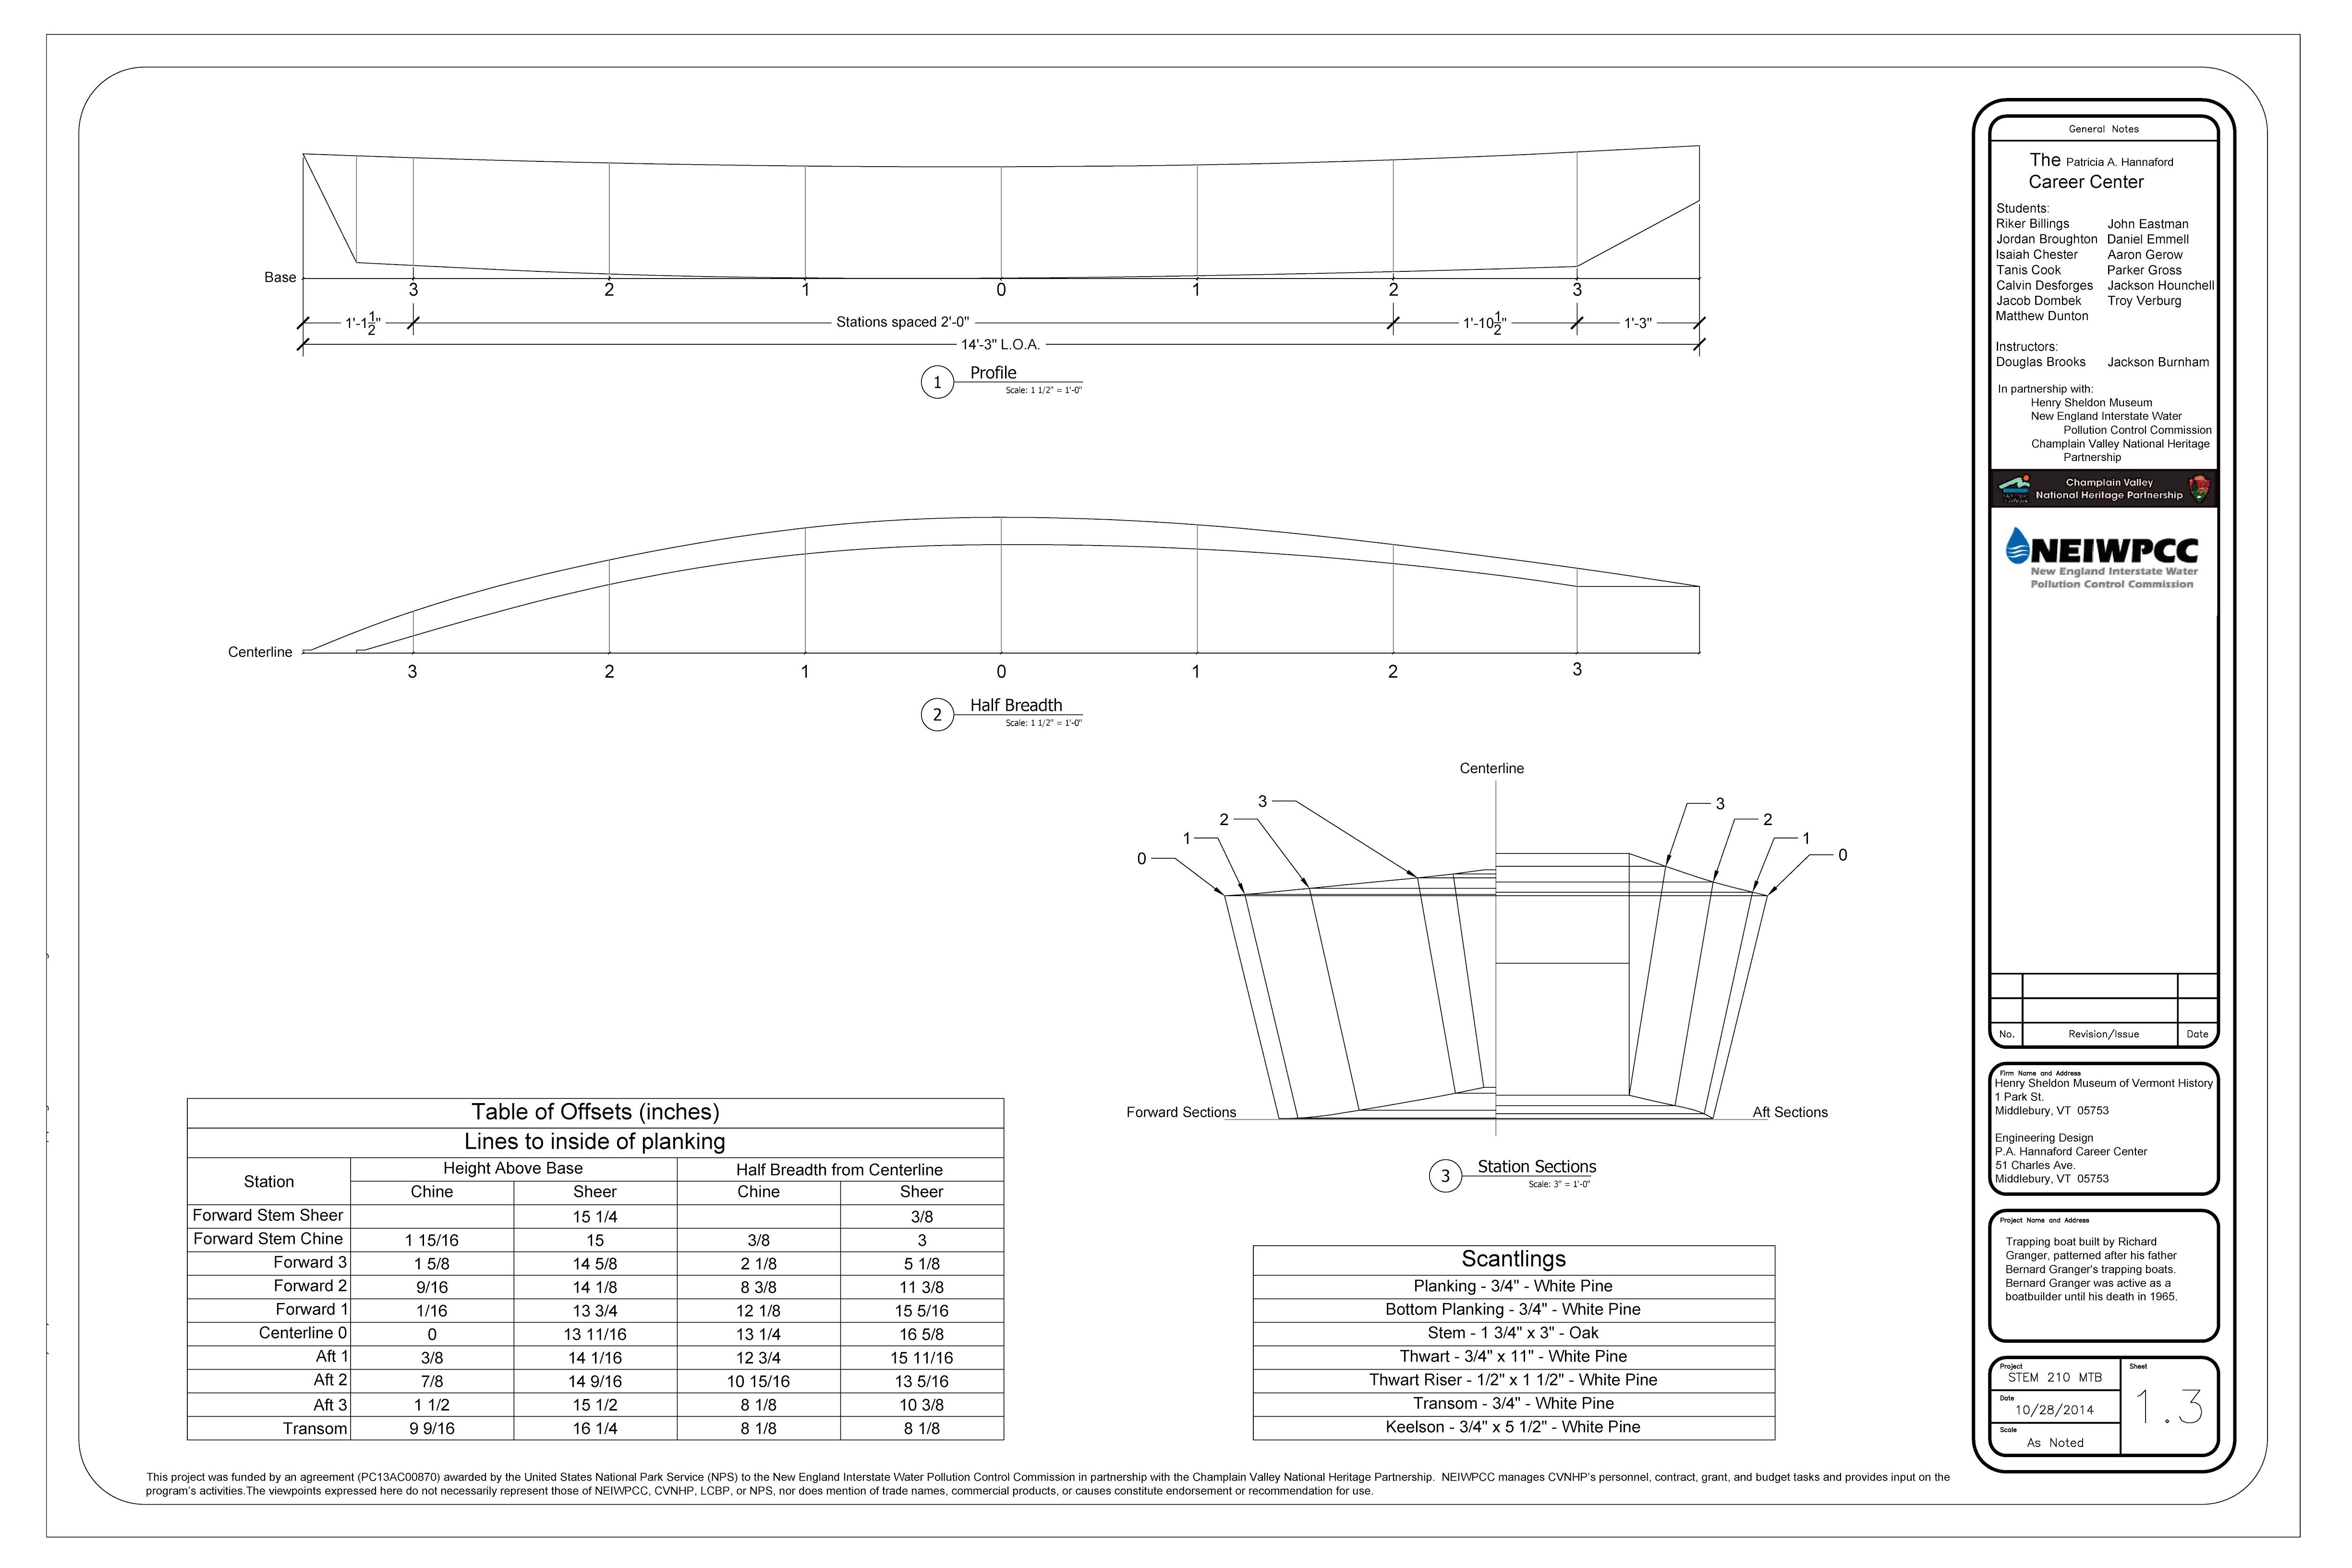 Base
3
2
1
0
1
2
3
1'-1 1/2"
Stations spaced 2'-0"
1'-10 1/2"
1'-3"
14'-3" L.O.A.
1
Profile
Scale: 1 1/2" = 1'-0"
Centerline
3
2
1
0
1
2
3
2
Half Breadth
Scale: 1 1/2" = 1'-0"
Centerline
3
2
1
0
3
2
1
0
Forward Sections
Aft Sections
3
Station Sections
Scale: 3" = 1'-0"
Table of Offsets (inches)
Lines to inside of planking
Station Height Above Base Half Breadth from Centerline
Chine Sheer Chine Sheer
Forward Stem Sheer 15 1/4 3/8
Forward Stem Chine 1 15/16 15 3/8 3
Forward 3 1 5/8 14 5/8 2 1/8 5 1/8
Forward 2 9/16 14 1/8 8 3/8 11 3/8
Forward 1 1/16 13 3/4 12 1/8 15 5/16
Centerline 0 0 13 11/16 13 1/4 16 5/8
Aft 1 3/8 14 1/16 12 3/4 15 11/16
Aft 2 7/8 14 9/16 10 15/16 13 5/16
Aft 3 1 1/2 15 1/2 8 1/8 10 3/8
Transom 9 9/16 16 1/4 8 1/8 8 1/8
Scantlings
Planking - 3/4" - White Pine
Bottom Planking - 3/4" - White Pine
Stem - 1 3/4" x 3" - Oak
Thwart - 3/4" x 11" - White Pine
Thwart Riser - 1/2" x 1 1/2" - White Pine
Transom - 3/4" - White Pine
Keelson - 3/4" x 5 1/2" - White Pine
This project was funded by an agreement (PC13AC00870) awarded by the United States National Park Service (NPS) to the New England Interstate Water Pollution Control Commission in partnership with the Champlain Valley National Heritage Partnership. NEIWPCC manages CVNHP's personnel, contract, grant, and budget tasks and provides input on the
program's activities.The viewpoints expressed here do not necessarily represent those of NEIWPCC, CVNHP, LCBP, or NPS, nor does mention of trade names, commercial products, or causes constitute endorsement or recommendation for use.
General Notes
The Patricia A. Hannaford
Career Center
Students:
Riker Billings John Eastman
Jordan Broughton Daniel Emmell
Isaiah Chester Aaron Gerow
Tanis Cook Parker Gross
Calvin Desforges Jackson Hounchell
Jacob Dombek Troy Verburg
Matthew Dunton
Instructors:
Douglas Brooks Jackson Burnham
In partnership with:
Henry Sheldon Museum
New England Interstate Water
Pollution Control Commission
Champlain Valley National Heritage
Partnership
Champlain Valley
National Heritage Partnership
NEIWPCC
New England Interstate Water
Pollution Control Commission
No. Revision/Issue Date
Firm Name and Address
Henry Sheldon Museum of Vermont History
1 Park St.
Middlebury, VT 05753
Engineering Design
P.A. Hannaford Career Center
51 Charles Ave.
Middlebury, VT 05753
Project Name and Address
Trapping boat built by Richard
Granger, patterned after his father
Bernard Granger's trapping boats.
Bernard Granger was active as a
boatbuilder until his death in 1965.
Project
STEM 210 MTB
Date
10/28/2014
Scale
As Noted
Sheet
1.3